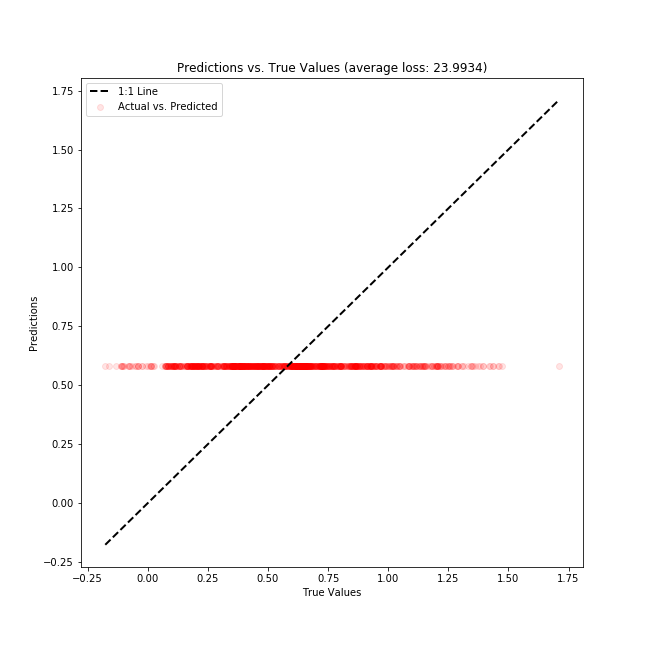 Predictions vs. True Values (average loss: 23.9934)
1:1 Line
Actual vs. Predicted
1.75
1.50
1.25
1.00
0.75
0.50
0.25
0.00
−0.25
Predictions
−0.25 0.00 0.25 0.50 0.75 1.00 1.25 1.50 1.75
True Values